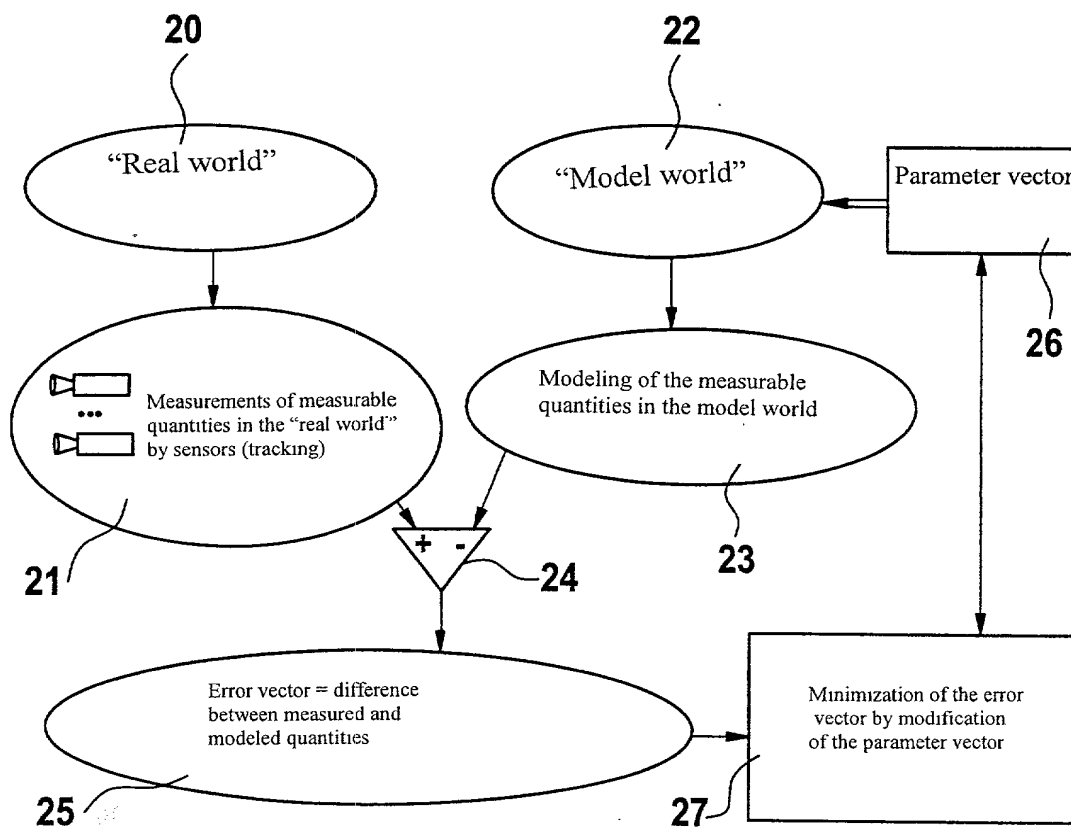 20
22
“Real world”
“Model world”
Parameter vector
26
Measurements of measurable
quantities in the “real world”
by sensors (tracking)
Modeling of the measurable
quantities in the model world
+ -
21
24
23
Error vector = difference
between measured and
modeled quantities
Minimization of the error
vector by modification
of the parameter vector
25
27